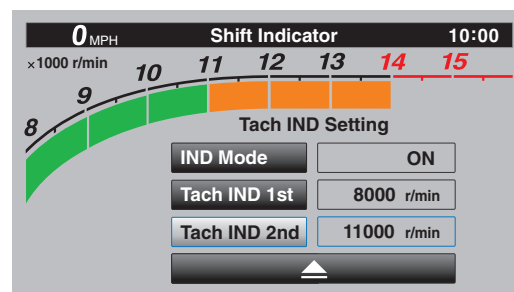 0 MPH Shift Indicator 10:00
×1000 r/min
8 9 10 11 12 13 14 15
Tach IND Setting
IND Mode ON
Tach IND 1st 8000 r/min
Tach IND 2nd 11000 r/min